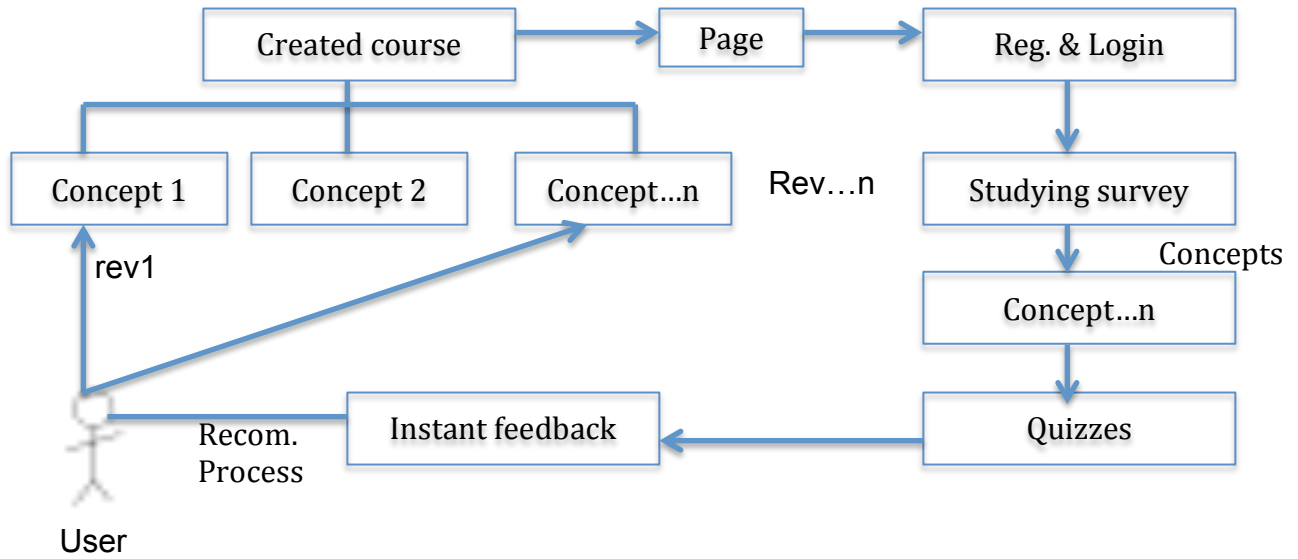 Created course
Page
Reg. & Login
Concept 1
Concept 2
Concept...n
Rev...n
Studying survey
rev1
Concepts
Concept...n
Instant feedback
Quizzes
Recom.
Process
User